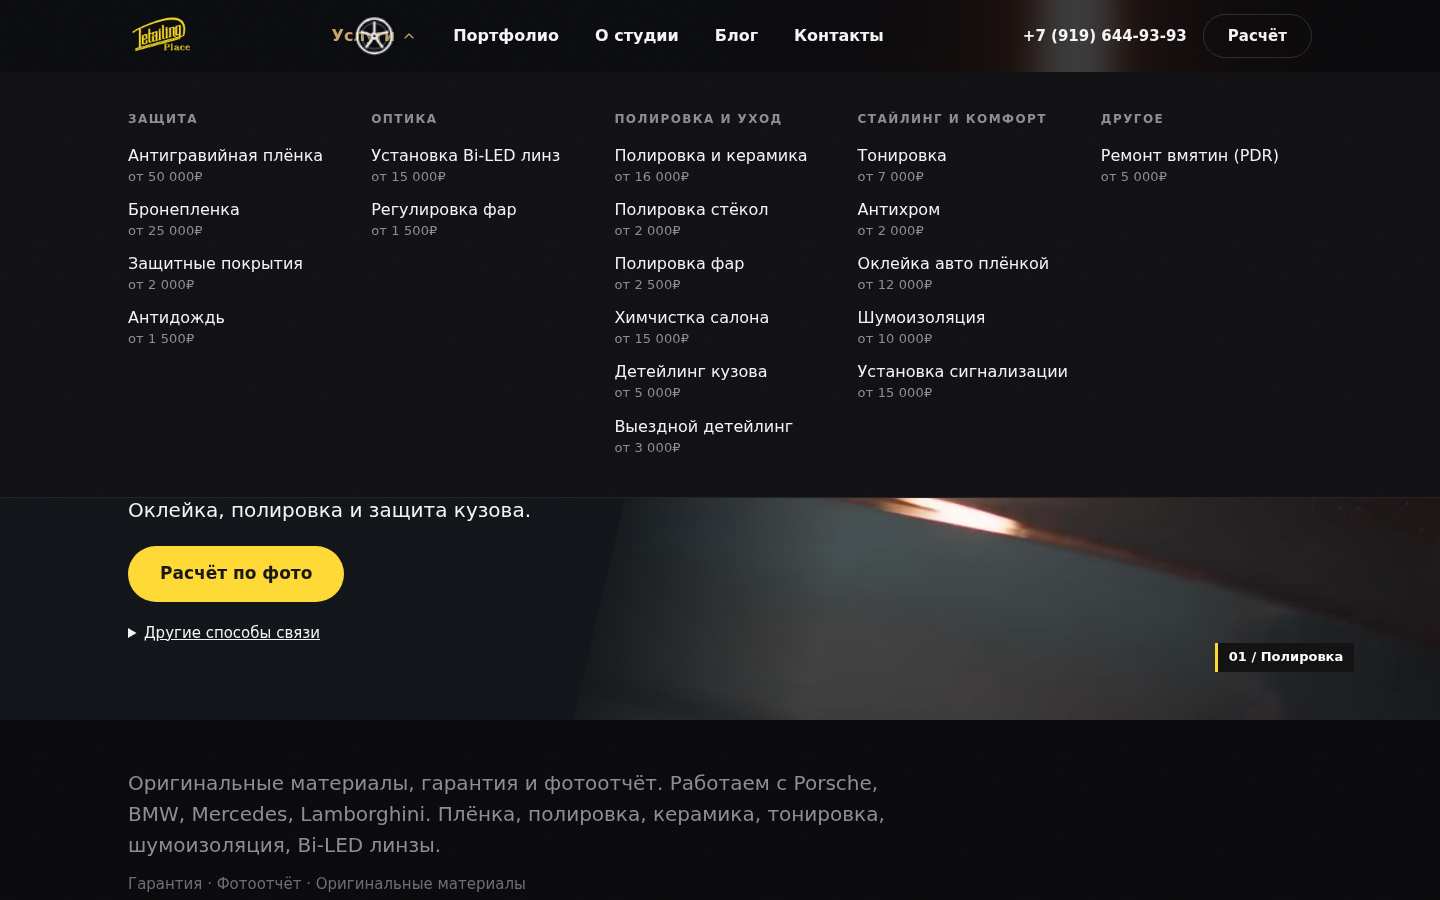 Detailing Place
Портфолио
О студии
Блог
Контакты
+7 (919) 644-93-93
Расчёт
ЗАЩИТА
Антигравийная плёнка
от 50 000₽
Бронепленка
от 25 000₽
Защитные покрытия
от 2 000₽
Антидождь
от 1 500₽
ОПТИКА
Установка Bi-LED линз
от 15 000₽
Регулировка фар
от 1 500₽
ПОЛИРОВКА И УХОД
Полировка и керамика
от 16 000₽
Полировка стёкол
от 2 000₽
Полировка фар
от 2 500₽
Химчистка салона
от 15 000₽
Детейлинг кузова
от 5 000₽
Выездной детейлинг
от 3 000₽
СТАЙЛИНГ И КОМФОРТ
Тонировка
от 7 000₽
Антихром
от 2 000₽
Оклейка авто плёнкой
от 12 000₽
Шумоизоляция
от 10 000₽
Установка сигнализации
от 15 000₽
ДРУГОЕ
Ремонт вмятин (PDR)
от 5 000₽
Оклейка, полировка и защита кузова.
Расчёт по фото
Другие способы связи
01 / Полировка
Оригинальные материалы, гарантия и фотоотчёт. Работаем с Porsche,
BMW, Mercedes, Lamborghini. Плёнка, полировка, керамика, тонировка,
шумоизоляция, Bi-LED линзы.
Гарантия · Фотоотчёт · Оригинальные материалы